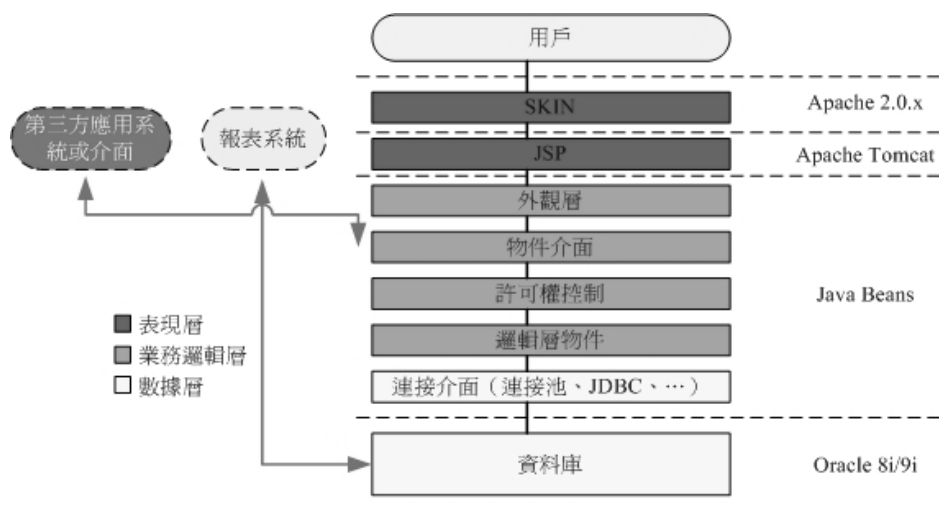 用戶
SKIN
Apache 2.0.x
第三方應用系
統或介面
報表系統
JSP
Apache Tomcat
外觀層
物件介面
許可權控制
Java Beans
表現層
邏輯層物件
業務邏輯層
數據層
連接介面（連接池、JDBC、…）
資料庫
Oracle 8i/9i